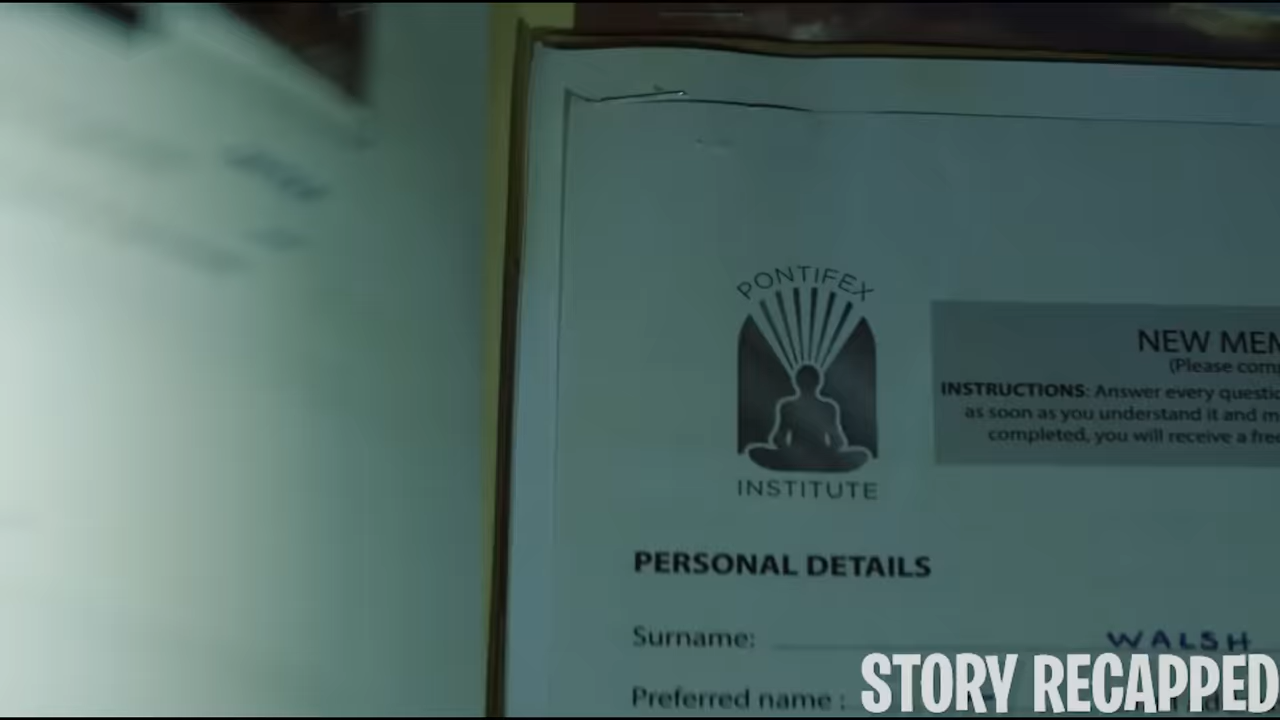 PONTIFEX
INSTITUTE
NEW MEM
(Please com
INSTRUCTIONS: Answer every questi
as soon as you understand it and m
completed, you will receive a free
PERSONAL DETAILS
Surname: WALSH
Preferred name :
STORY RECAPPED